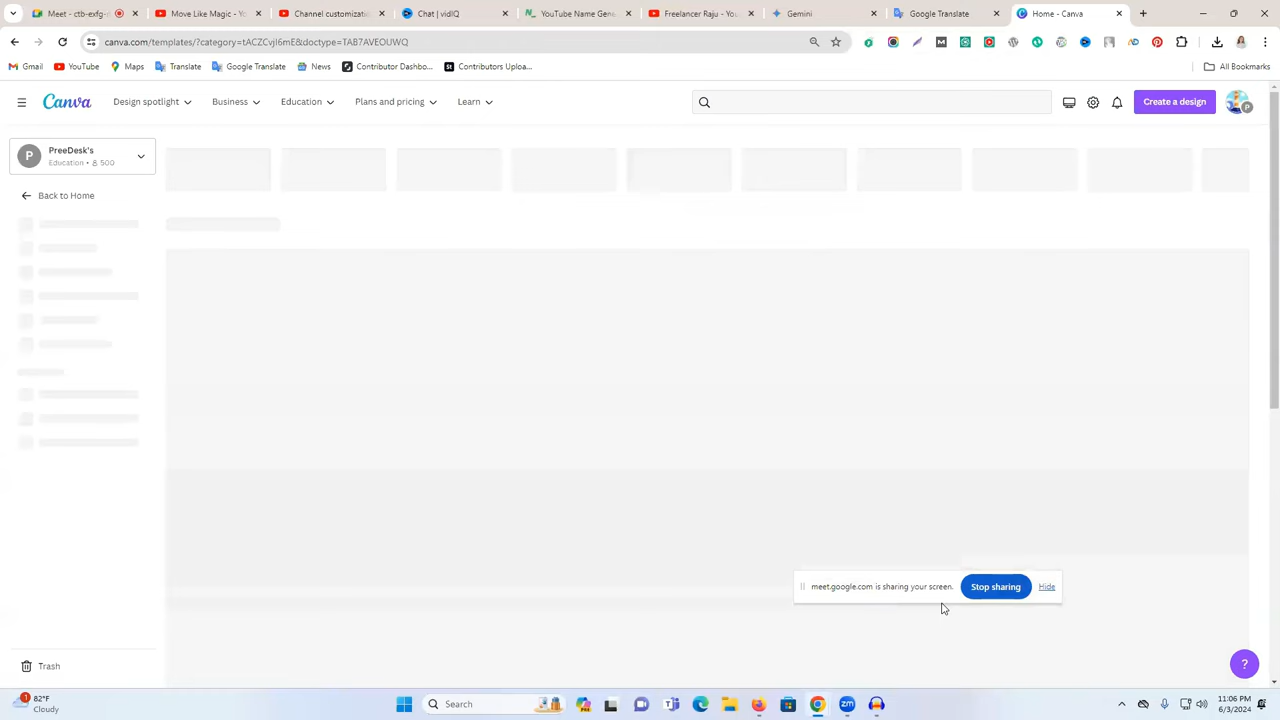 Meet - ctb-exfg-
Move Like Magic - Yo
Channel customizatio
Chat | vidIQ
YouTube Name Gene
Freelancer Raju - You
Gemini
Google Translate
Home - Canva
canva.com/templates/?category=tACZCvjI6mE&doctype=TAB7AVEOUWQ
Gmail
YouTube
Maps
Translate
Google Translate
News
Contributor Dashbo...
Contributors Uploa...
All Bookmarks
Canva
Design spotlight
Business
Education
Plans and pricing
Learn
Create a design
P
P
PreeDesk's
Education • 500
Back to Home
meet.google.com is sharing your screen.
Stop sharing
Hide
Trash
?
1
82°F
Cloudy
Search
zm
11:06 PM
6/3/2024